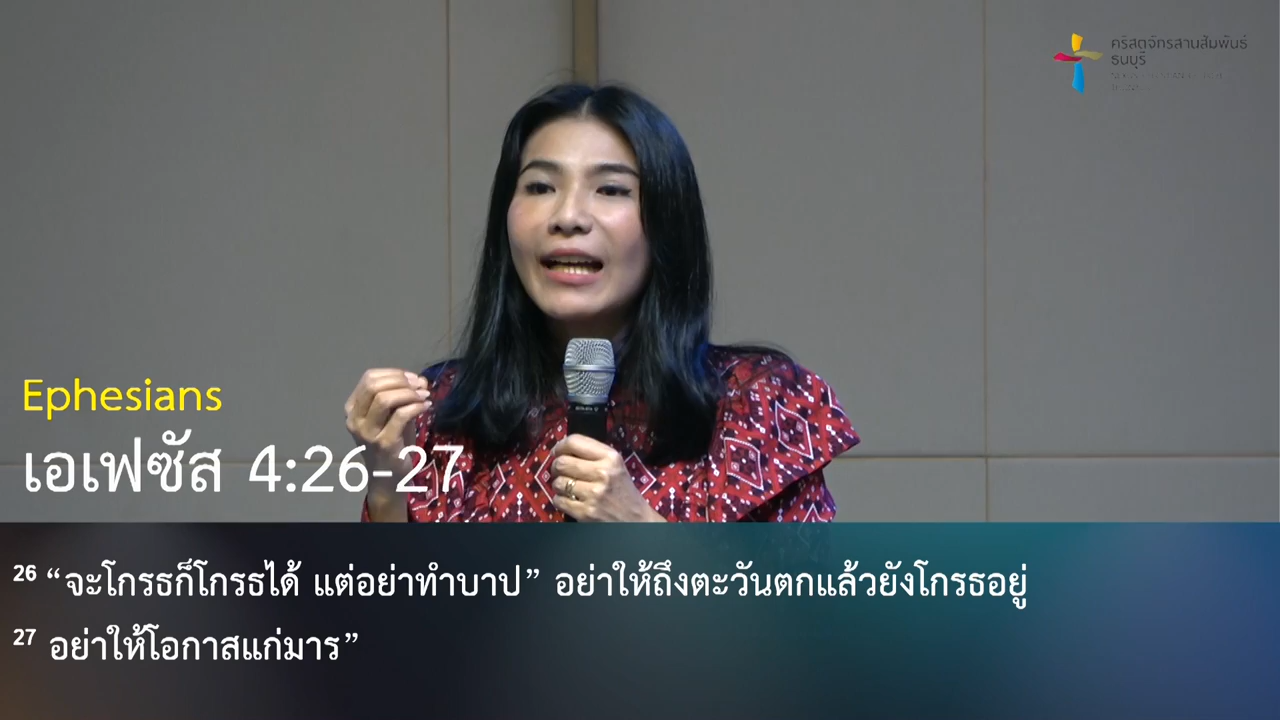 คริสตจักรสานสัมพันธ์
ธนบุรี
Ephesians
เอเฟซัส 4:26-27
26 “จะโกรธก็โกรธได้ แต่อย่าทำบาป” อย่าให้ถึงตะวันตกแล้วยังโกรธอยู่
27 อย่าให้โอกาสแก่มาร”